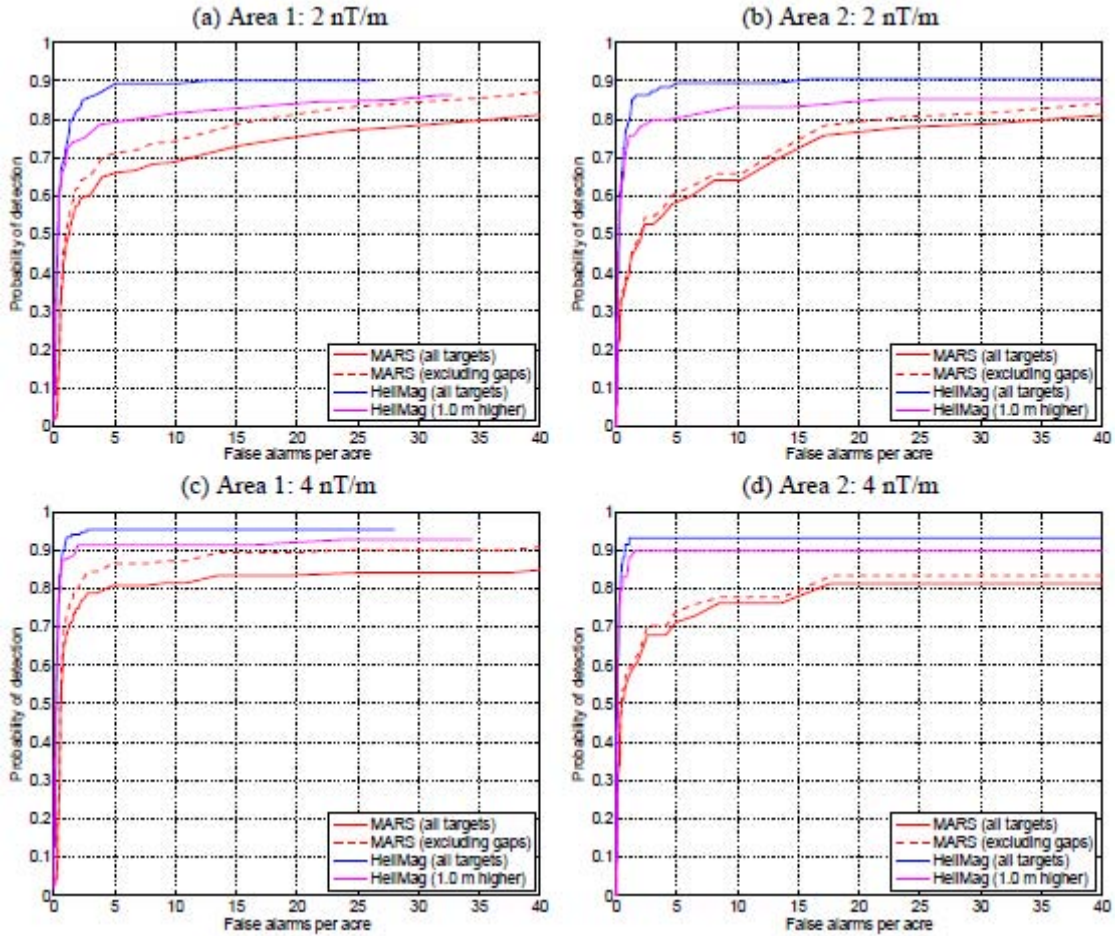 (a) Area 1: 2 nT/m
Probability of detection
1
0.9
0.8
0.7
0.6
0.5
0.4
0.3
0.2
0.1
0
MARS (all targets)
MARS (excluding gaps)
HeliMag (all targets)
HeliMag (1.0 m higher)
0 5 10 15 20 25 30 35 40
False alarms per acre
(b) Area 2: 2 nT/m
Probability of detection
1
0.9
0.8
0.7
0.6
0.5
0.4
0.3
0.2
0.1
0
MARS (all targets)
MARS (excluding gaps)
HeliMag (all targets)
HeliMag (1.0 m higher)
0 5 10 15 20 25 30 35 40
False alarms per acre
(c) Area 1: 4 nT/m
Probability of detection
1
0.9
0.8
0.7
0.6
0.5
0.4
0.3
0.2
0.1
0
MARS (all targets)
MARS (excluding gaps)
HeliMag (all targets)
HeliMag (1.0 m higher)
0 5 10 15 20 25 30 35 40
False alarms per acre
(d) Area 2: 4 nT/m
Probability of detection
1
0.9
0.8
0.7
0.6
0.5
0.4
0.3
0.2
0.1
0
MARS (all targets)
MARS (excluding gaps)
HeliMag (all targets)
HeliMag (1.0 m higher)
0 5 10 15 20 25 30 35 40
False alarms per acre